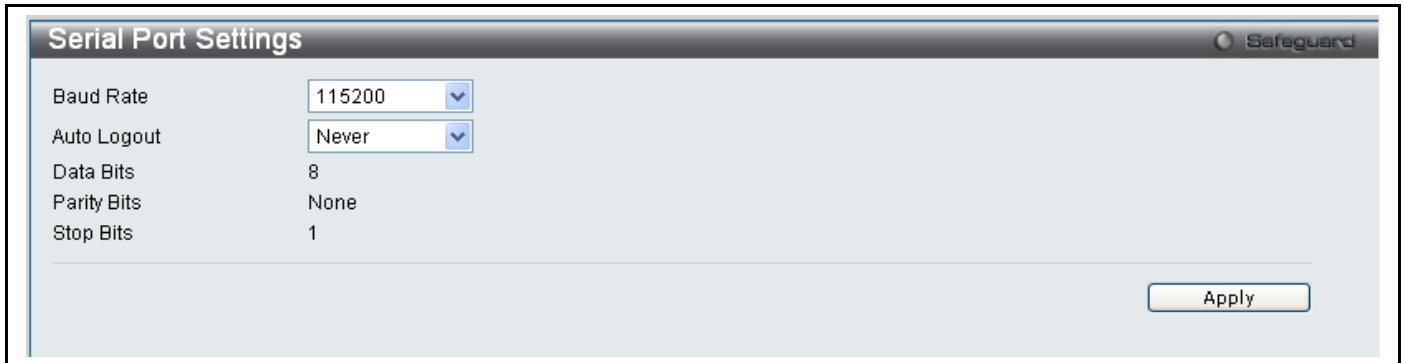 Serial Port Settings
Safeguard
Baud Rate 115200
Auto Logout Never
Data Bits 8
Parity Bits None
Stop Bits 1
Apply